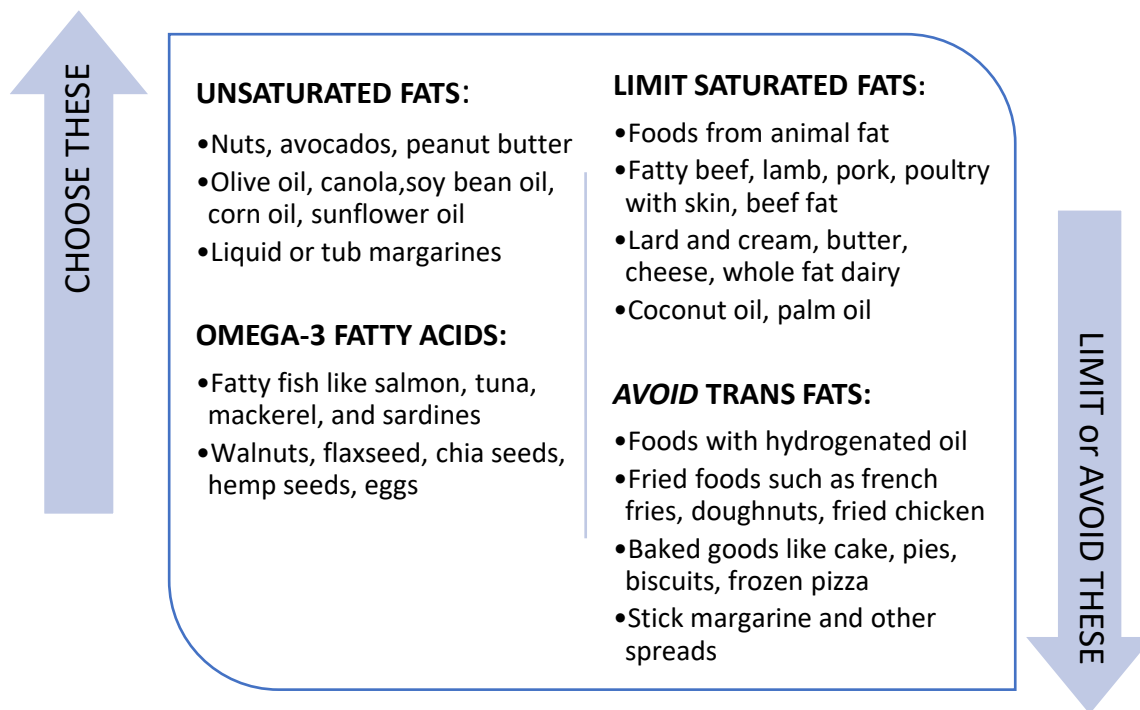 CHOOSE THESE
UNSATURATED FATS:
•Nuts, avocados, peanut butter
•Olive oil, canola,soy bean oil,
corn oil, sunflower oil
•Liquid or tub margarines
OMEGA-3 FATTY ACIDS:
•Fatty fish like salmon, tuna,
mackerel, and sardines
•Walnuts, flaxseed, chia seeds,
hemp seeds, eggs
LIMIT SATURATED FATS:
•Foods from animal fat
•Fatty beef, lamb, pork, poultry
with skin, beef fat
•Lard and cream, butter,
cheese, whole fat dairy
•Coconut oil, palm oil
AVOID TRANS FATS:
•Foods with hydrogenated oil
•Fried foods such as french
fries, doughnuts, fried chicken
•Baked goods like cake, pies,
biscuits, frozen pizza
•Stick margarine and other
spreads
LIMIT or AVOID THESE